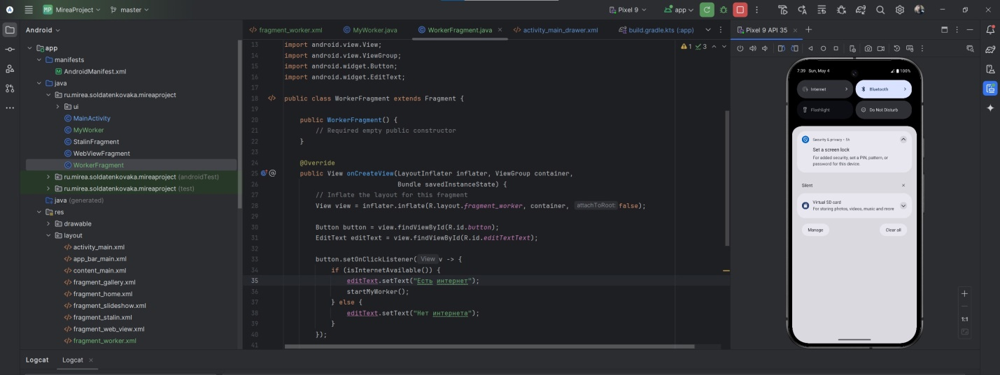 MP MireaProject
master
Pixel 9
app
Android
app
manifests
AndroidManifest.xml
java
ru.mirea.soldatenkovaka.mireaproject
ui
MainActivity
MyWorker
StalinFragment
WebViewFragment
WorkerFragment
ru.mirea.soldatenkovaka.mireaproject (androidTest)
ru.mirea.soldatenkovaka.mireaproject (test)
java (generated)
res
drawable
layout
activity_main.xml
app_bar_main.xml
content_main.xml
fragment_gallery.xml
fragment_home.xml
fragment_slideshow.xml
fragment_stalin.xml
fragment_web_view.xml
fragment_worker.xml
fragment_worker.xml
MyWorker.java
WorkerFragment.java
activity_main_drawer.xml
build.gradle.kts (:app)
1 3
13 import android.view.View;
14 import android.view.ViewGroup;
15 import android.widget.Button;
16 import android.widget.EditText;
17
18 public class WorkerFragment extends Fragment {
19
20 public WorkerFragment() {
21 // Required empty public constructor
22 }
23
24 @Override
25 public View onCreateView(LayoutInflater inflater, ViewGroup container,
26 Bundle savedInstanceState) {
27 // Inflate the layout for this fragment
28 View view = inflater.inflate(R.layout.fragment_worker, container, attachToRoot: false);
29
30 Button button = view.findViewById(R.id.button);
31 EditText editText = view.findViewById(R.id.editTextText);
32
33 button.setOnClickListener( View v -> {
34 if (isInternetAvailable()) {
35 editText.setText("Есть интернет");
36 startMyWorker();
37 } else {
38 editText.setText("Нет интернета");
39 }
40 });
41
Pixel 9 API 35
7:39 Sun, May 4
100%
Internet
Bluetooth
Flashlight
Do Not Disturb
Security & privacy • 5h
Set a screen lock
For added security, set a PIN, pattern, or
password for this device.
Silent
Virtual SD card
For storing photos, videos, music and more
Manage
Clear all
1:1
Logcat
Logcat